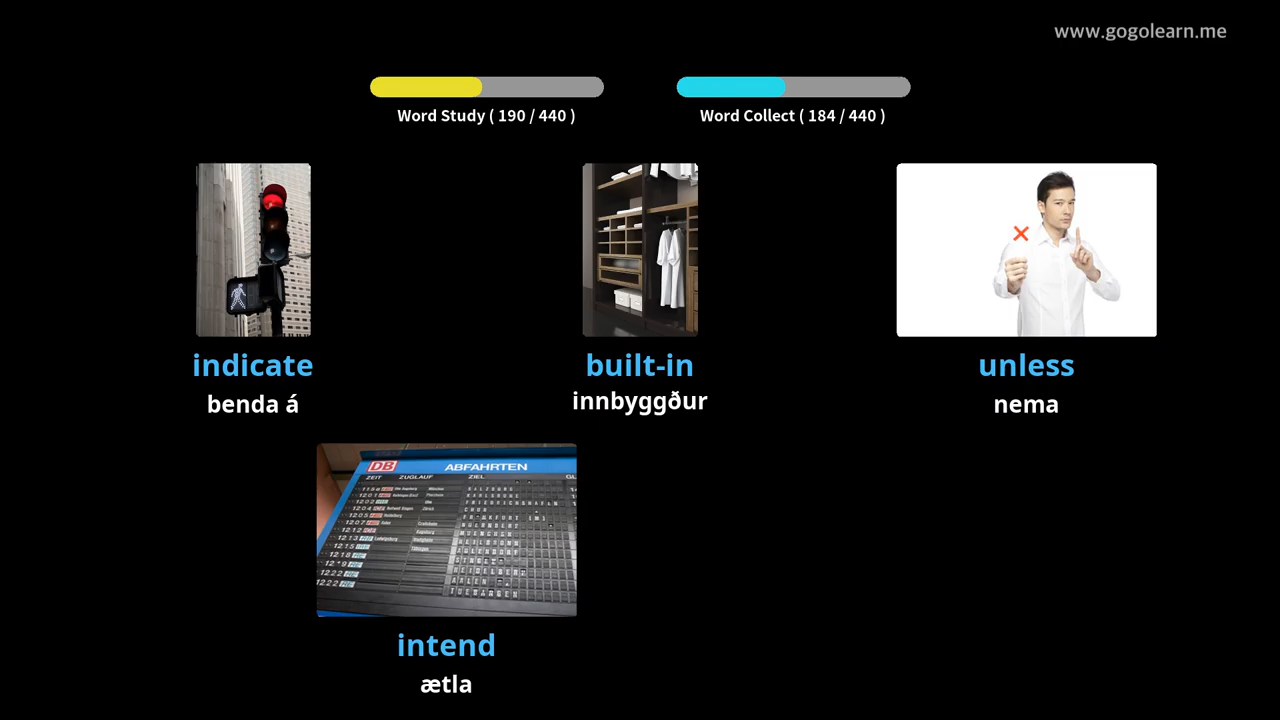 www.gogolearn.me
Word Study ( 190 / 440 )
Word Collect ( 184 / 440 )
indicate
benda á
built-in
innbyggður
unless
nema
DB ABFAHRTEN
ZEIT ZUGLAUF ZIEL
intend
ætla